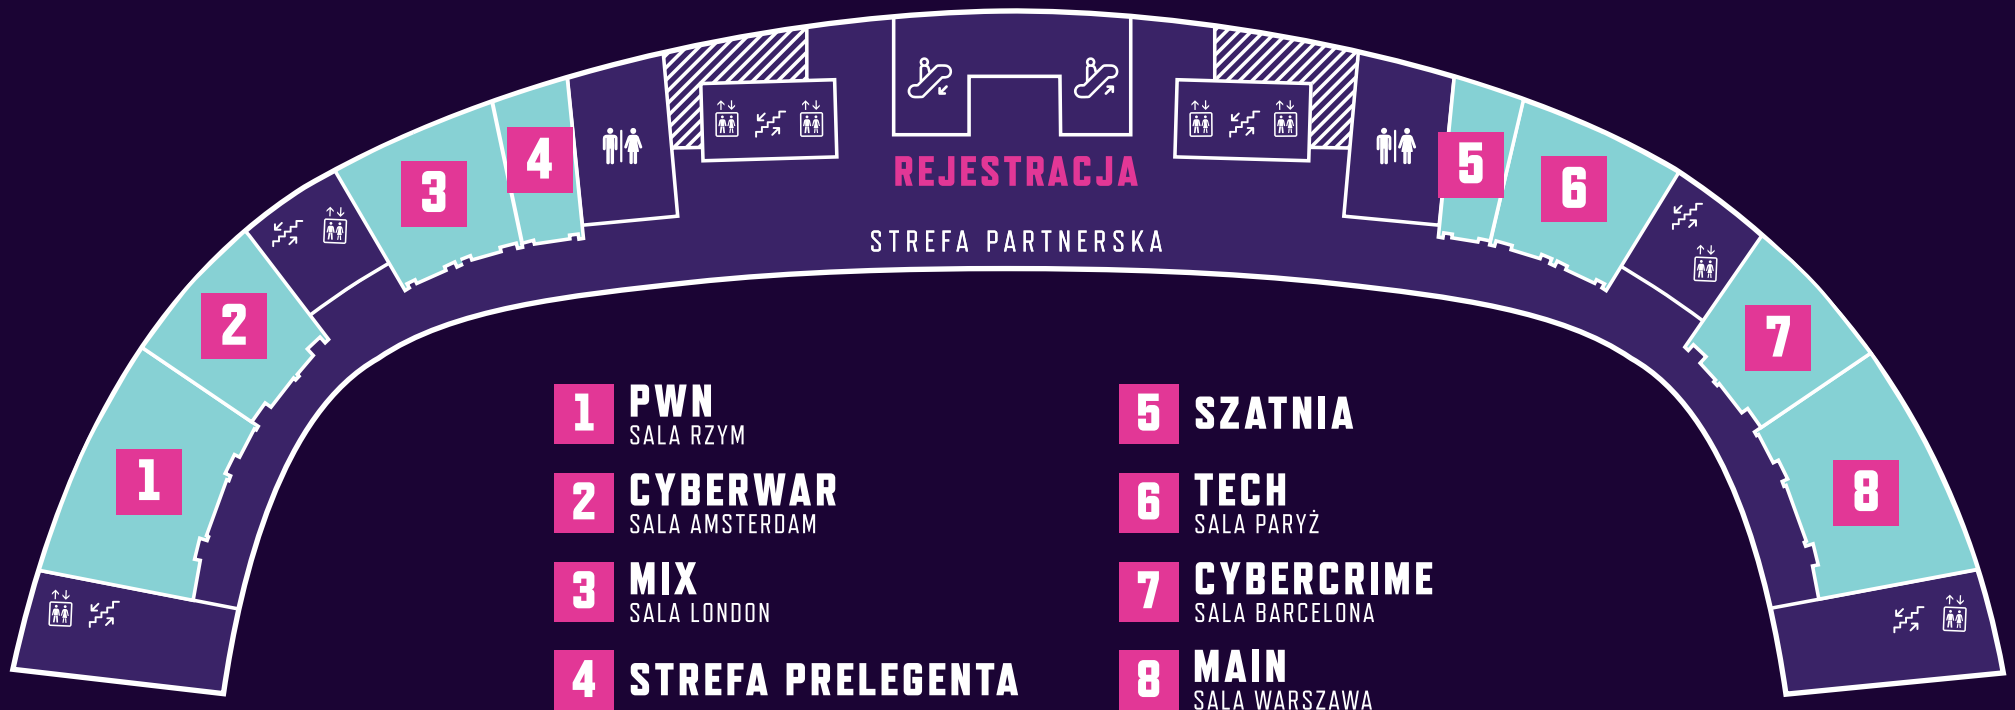 REJESTRACJA
STREFA PARTNERSKA
4
5
3
6
2
7
1
8
1 PWN
SALA RZYM
2 CYBERWAR
SALA AMSTERDAM
3 MIX
SALA LONDON
4 STREFA PRELEGENTA
5 SZATNIA
6 TECH
SALA PARYŻ
7 CYBERCRIME
SALA BARCELONA
8 MAIN
SALA WARSZAWA